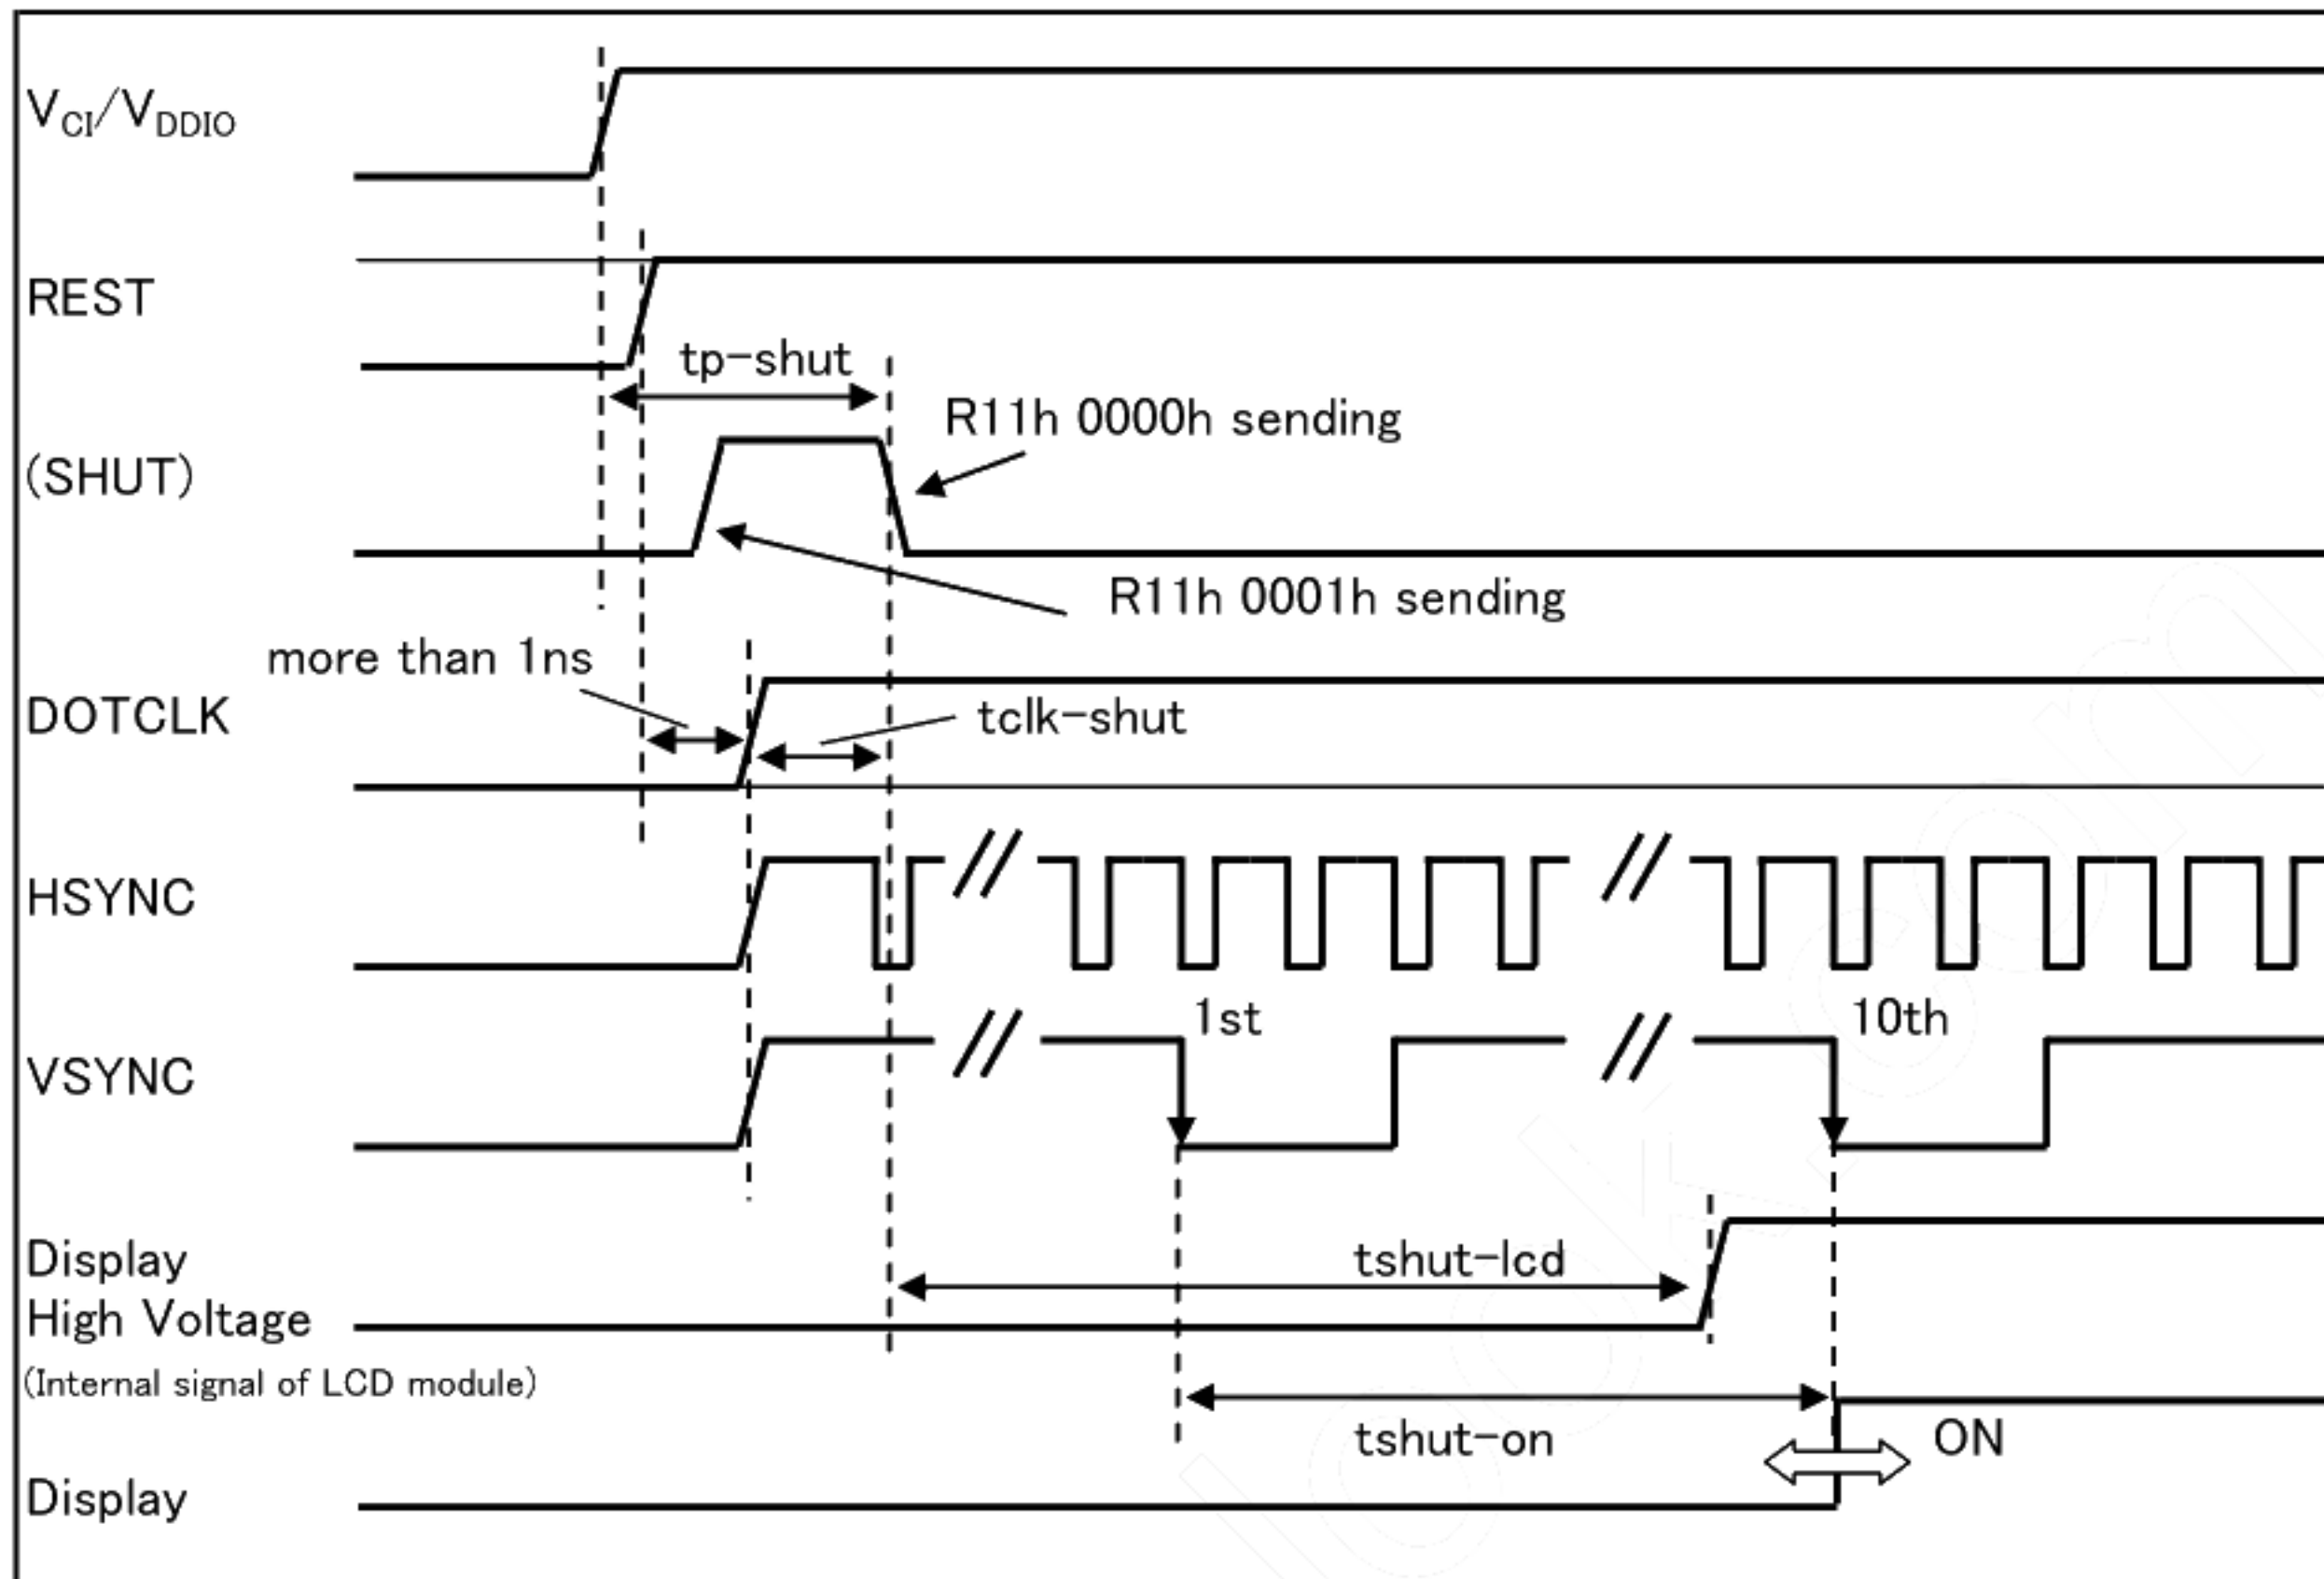 VCI/VDDIO
REST
tp-shut
R11h 0000h sending
(SHUT)
R11h 0001h sending
more than 1ns
DOTCLK
tclk-shut
HSYNC
1st
10th
VSYNC
Display
High Voltage
(Internal signal of LCD module)
tshut-lcd
tshut-on
ON
Display